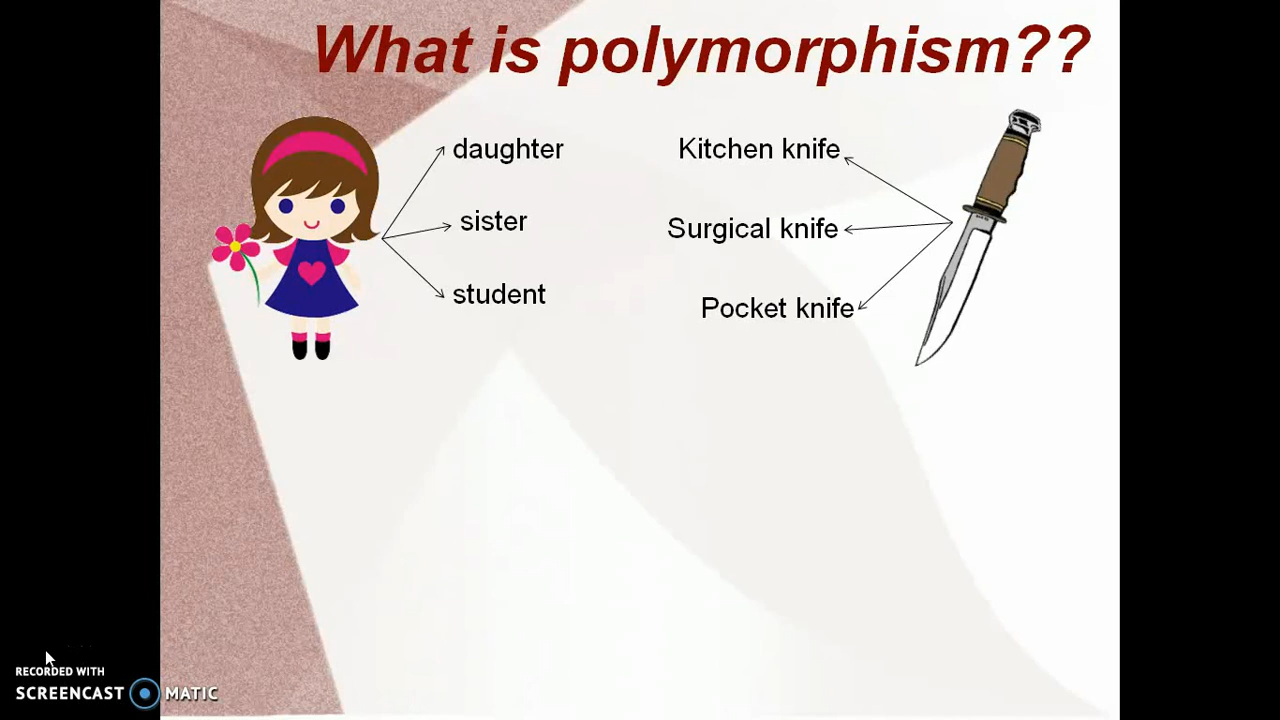 What is polymorphism??
daughter
sister
student
Kitchen knife
Surgical knife
Pocket knife
RECORDED WITH
SCREENCAST MATIC